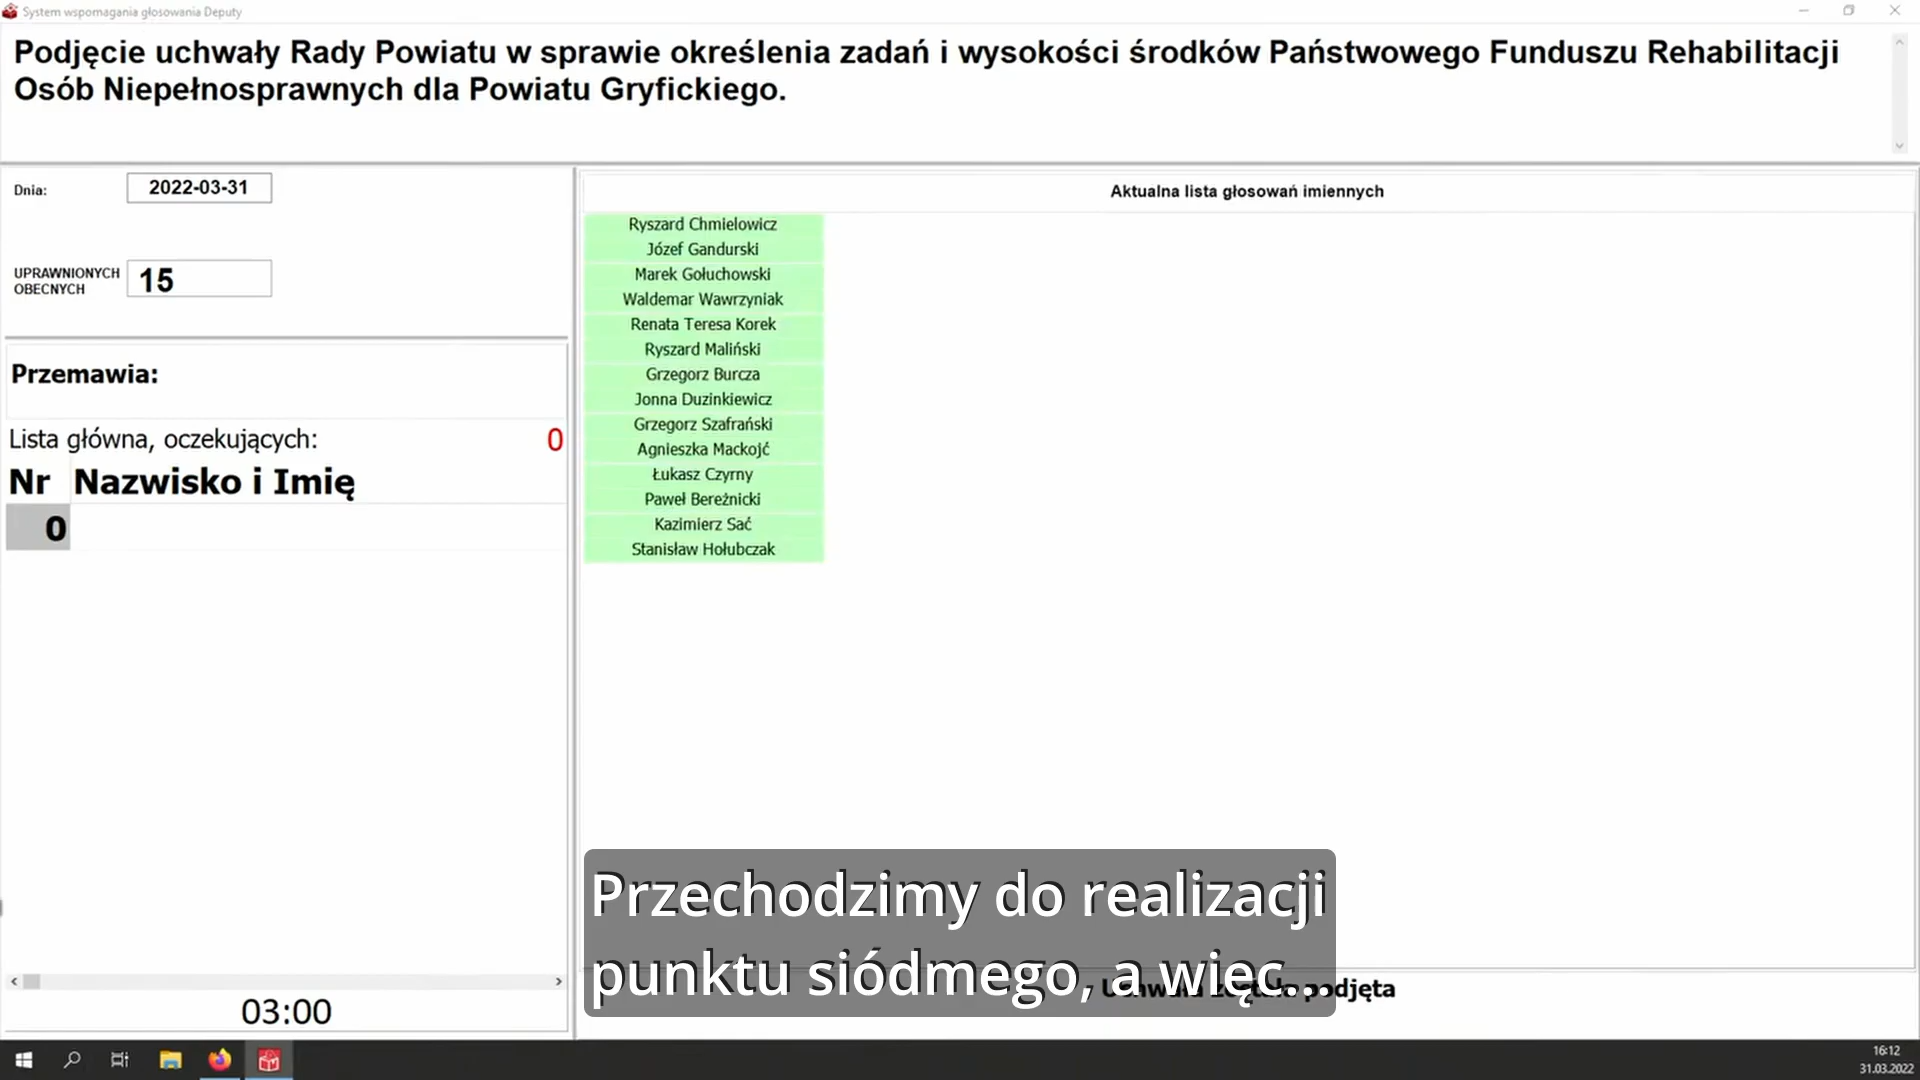 System wspomagania głosowania Deputy
Podjęcie uchwały Rady Powiatu w sprawie określenia zadań i wysokości środków Państwowego Funduszu Rehabilitacji
Osób Niepełnosprawnych dla Powiatu Gryfickiego.
Dnia:
2022-03-31
UPRAWNIONYCH
OBECNYCH
15
Przemawia:
Lista główna, oczekujących:
0
Nr Nazwisko i Imię
0
03:00
Aktualna lista głosowań imiennych
Ryszard Chmielowicz
Józef Gandurski
Marek Gołuchowski
Waldemar Wawrzyniak
Renata Teresa Korek
Ryszard Maliński
Grzegorz Burcza
Jonna Duzinkiewicz
Grzegorz Szafrański
Agnieszka Mackojć
Łukasz Czyrny
Paweł Bereźnicki
Kazimierz Sać
Stanisław Hołubczak
Uchwała została podjęta
Przechodzimy do realizacji
punktu siódmego, a więc...
16:12
31.03.2022